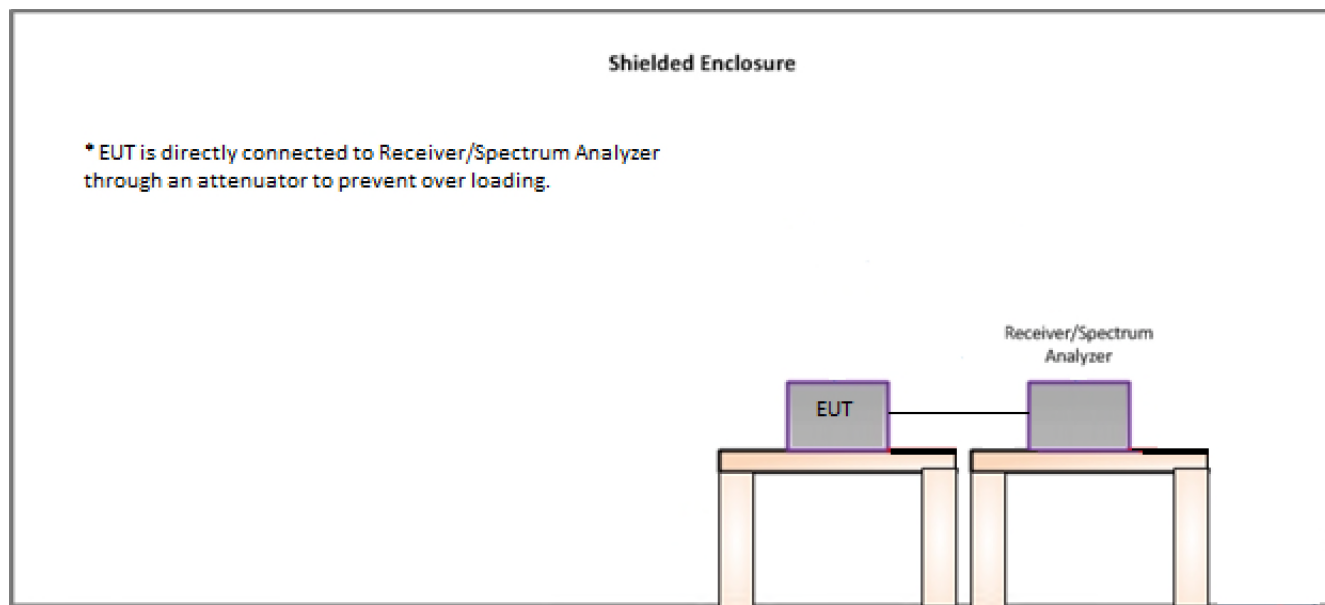 Shielded Enclosure
* EUT is directly connected to Receiver/Spectrum Analyzer
through an attenuator to prevent over loading.
Receiver/Spectrum
Analyzer
EUT